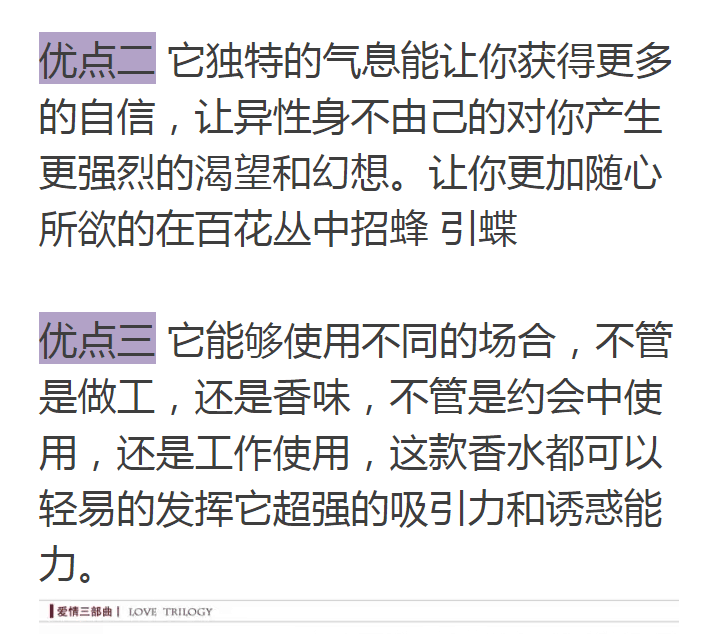 优点二 它独特的气息能让你获得更多
的自信，让异性身不由己的对你产生
更强烈的渴望和幻想。让你更加随心
所欲的在百花丛中招蜂 引蝶
优点三 它能够使用不同的场合，不管
是做工，还是香味，不管是约会中使
用，还是工作使用，这款香水都可以
轻易的发挥它超强的吸引力和诱惑能
力。
爱情三部曲 | LOVE TRILOGY